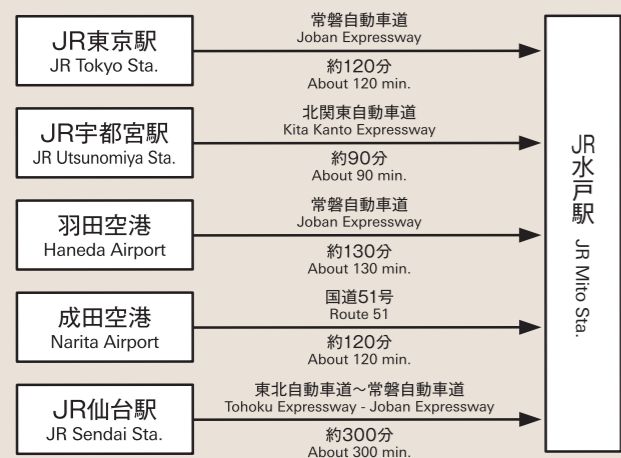 JR東京駅
JR Tokyo Sta.
常磐自動車道
Joban Expressway
約120分
About 120 min.
JR宇都宮駅
JR Utsunomiya Sta.
北関東自動車道
Kita Kanto Expressway
約90分
About 90 min.
羽田空港
Haneda Airport
常磐自動車道
Joban Expressway
約130分
About 130 min.
成田空港
Narita Airport
国道51号
Route 51
約120分
About 120 min.
JR仙台駅
JR Sendai Sta.
東北自動車道～常磐自動車道
Tohoku Expressway - Joban Expressway
約300分
About 300 min.
JR水戸駅 JR Mito Sta.